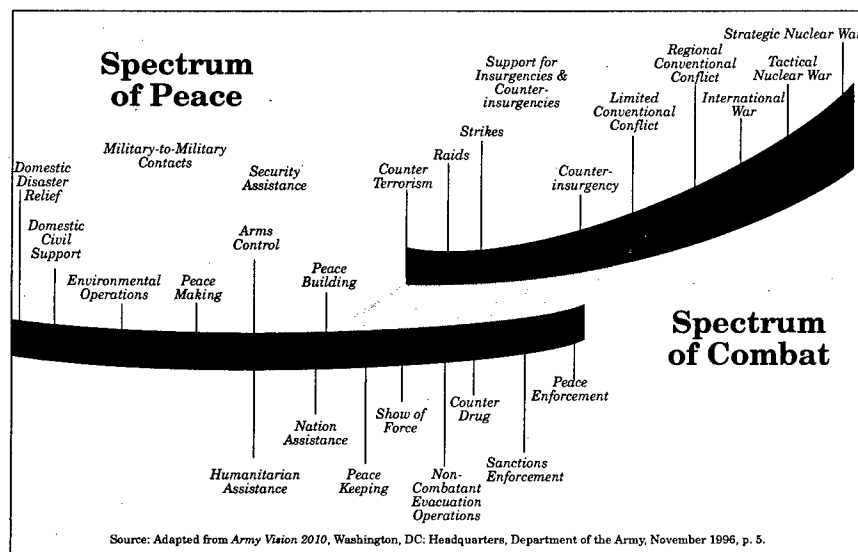 Spectrum
of Peace
Military-to-Military
Contacts
Security
Assistance
Domestic
Disaster
Relief
Domestic
Civil
Support
Environmental
Operations
Peace
Making
Arms
Control
Peace
Building
Humanitarian
Assistance
Nation
Assistance
Peace
Keeping
Show of
Force
Non-
Combatant
Evacuation
Operations
Counter
Drug
Sanctions
Enforcement
Peace
Enforcement
Counter
Terrorism
Raids
Strikes
Support for
Insurgencies &
Counter-
insurgencies
Counter-
insurgency
Limited
Conventional
Conflict
Regional
Conventional
Conflict
International
War
Tactical
Nuclear War
Strategic Nuclear War
Spectrum
of Combat
Source: Adapted from Army Vision 2010, Washington, DC: Headquarters, Department of the Army, November 1996, p. 5.